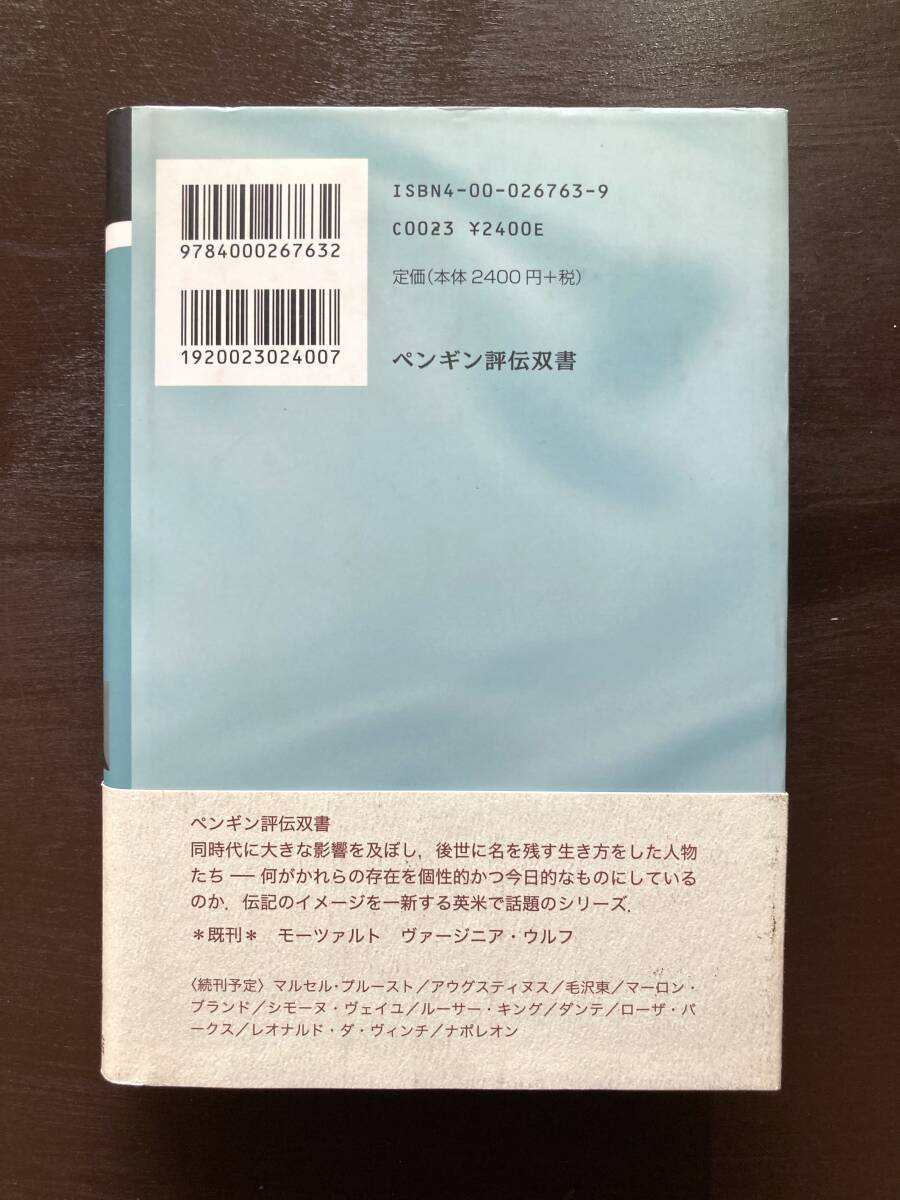 9784000267632
1920023024007
ISBN4-00-026763-9
C0023 ¥2400E
定価(本体2400円+税)
ペンギン評伝双書
ペンギン評伝双書
同時代に大きな影響を及ぼし,後世に名を残す生き方をした人物
たち──何がかれらの存在を個性的かつ今日的なものにしている
のか.伝記のイメージを一新する英米で話題のシリーズ.
*既刊* モーツァルト ヴァージニア・ウルフ
〈続刊予定〉マルセル・プルースト/アウグスティヌス/毛沢東/マーロン・
ブランド/シモーヌ・ヴェイユ/ルーサー・キング/ダンテ/ローザ・パ
ークス/レオナルド・ダ・ヴィンチ/ナポレオン